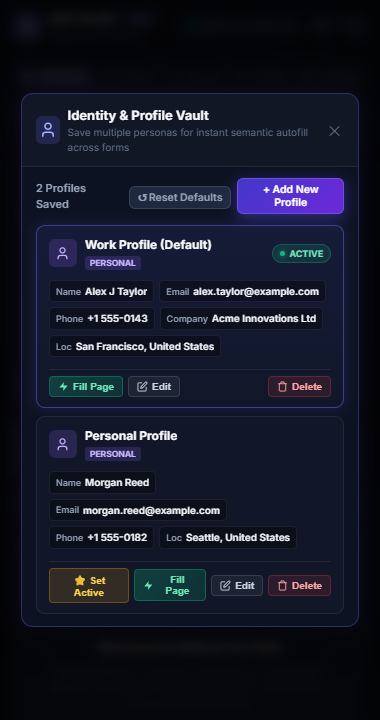 Identity & Profile Vault
Save multiple personas for instant semantic autofill
across forms
2 Profiles
Saved
↺ Reset Defaults
+ Add New
Profile
Work Profile (Default)
PERSONAL
ACTIVE
Name Alex J Taylor
Email alex.taylor@example.com
Phone +1 555-0143
Company Acme Innovations Ltd
Loc San Francisco, United States
Fill Page
Edit
Delete
Personal Profile
PERSONAL
Name Morgan Reed
Email morgan.reed@example.com
Phone +1 555-0182
Loc Seattle, United States
⭐ Set
Active
Fill
Page
Edit
Delete